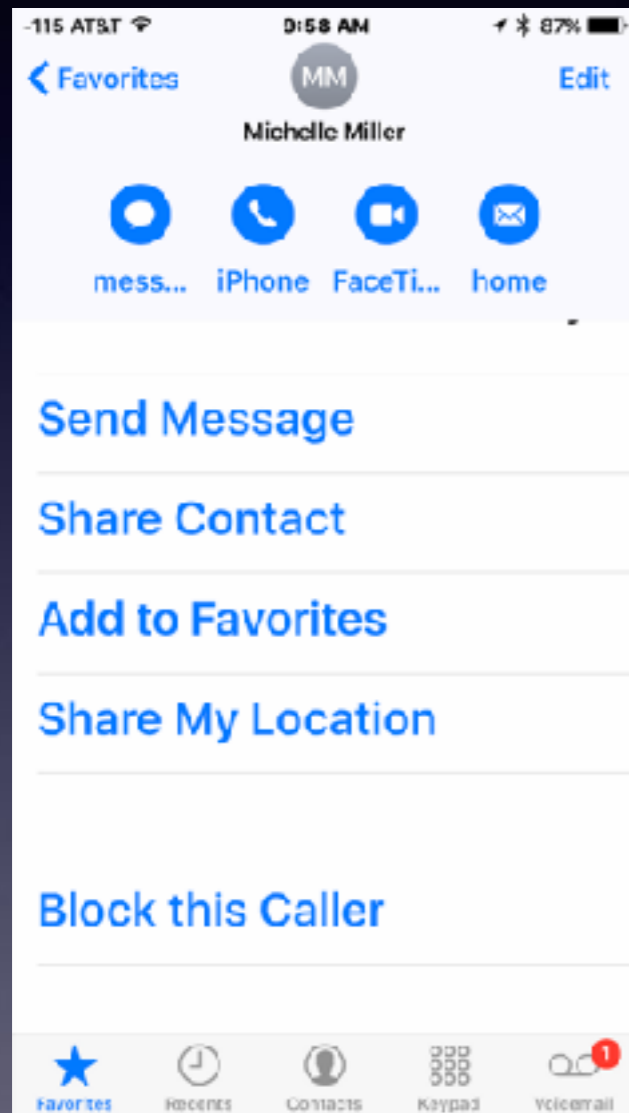 -115 AT&T 9:58 AM 87%
Favorites MM Edit
Michelle Miller
mess... iPhone FaceTi... home
Send Message
Share Contact
Add to Favorites
Share My Location
Block this Caller
1
Favorites Recents Contacts Keypad Voicemail